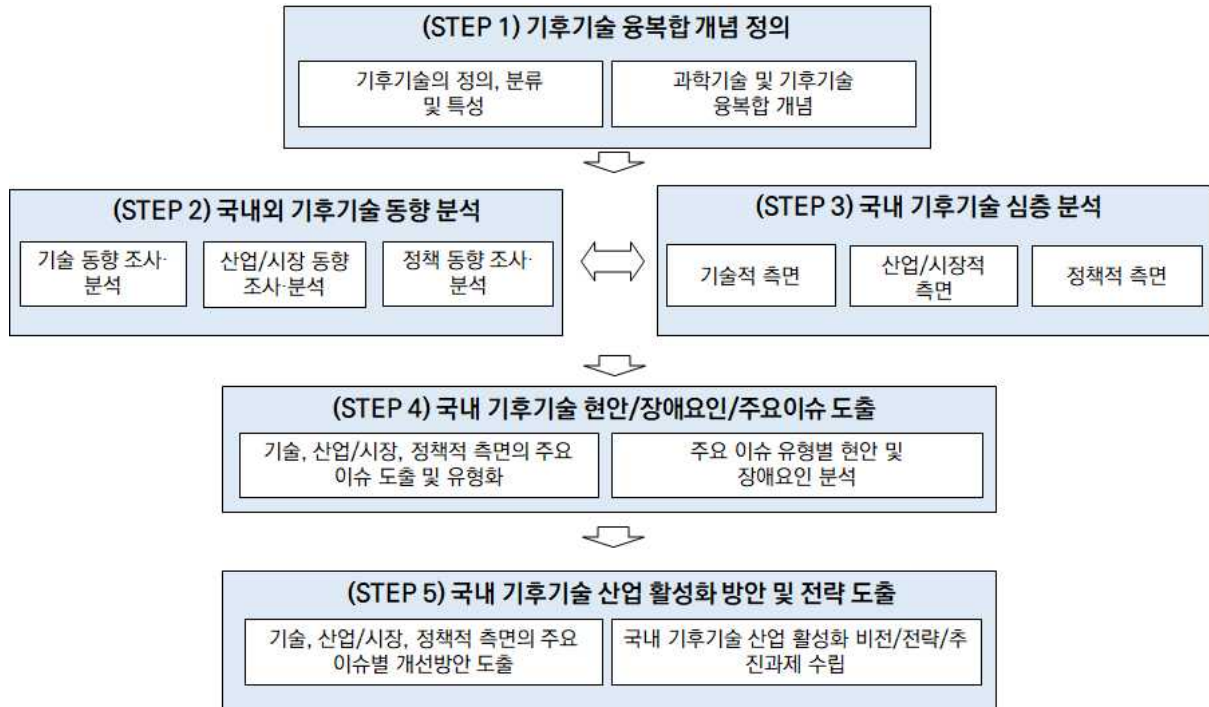 (STEP 1) 기후기술 융복합 개념 정의
기후기술의 정의, 분류
및 특성
과학기술 및 기후기술
융복합 개념
(STEP 2) 국내외 기후기술 동향 분석
기술 동향 조사·
분석
산업/시장 동향
조사·분석
정책 동향 조사·
분석
(STEP 3) 국내 기후기술 심층 분석
기술적 측면
산업/시장적
측면
정책적 측면
(STEP 4) 국내 기후기술 현안/장애요인/주요이슈 도출
기술, 산업/시장, 정책적 측면의 주요
이슈 도출 및 유형화
주요 이슈 유형별 현안 및
장애요인 분석
(STEP 5) 국내 기후기술 산업 활성화 방안 및 전략 도출
기술, 산업/시장, 정책적 측면의 주요
이슈별 개선방안 도출
국내 기후기술 산업 활성화 비전/전략/추
진과제 수립